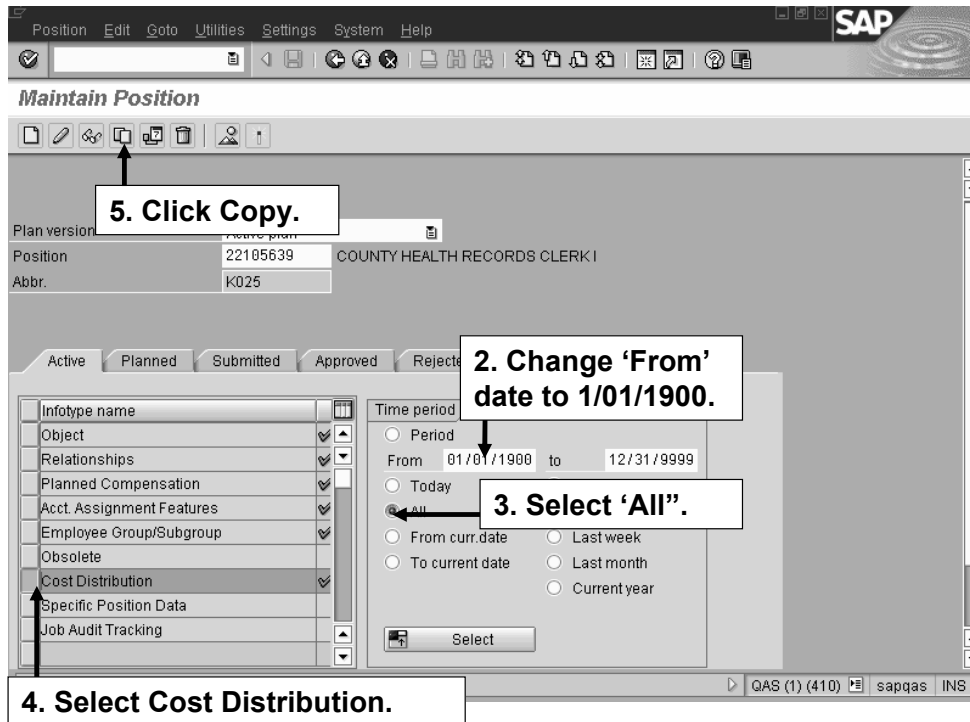 Position Edit Goto Utilities Settings System Help
SAP
Maintain Position
5. Click Copy.
Plan version Active plan
Position 22105639 COUNTY HEALTH RECORDS CLERK I
Abbr. K025
Active Planned Submitted Approved Rejecte
2. Change ‘From’
date to 1/01/1900.
Infotype name
Time period
Object
Period
Relationships
From 01/01/1900 to 12/31/9999
Planned Compensation
Today
3. Select ‘All”.
Acct. Assignment Features
All
Employee Group/Subgroup
From curr.date Last week
Obsolete
To current date Last month
Cost Distribution
Current year
Specific Position Data
Job Audit Tracking
Select
4. Select Cost Distribution.
QAS (1) (410) sapqas INS